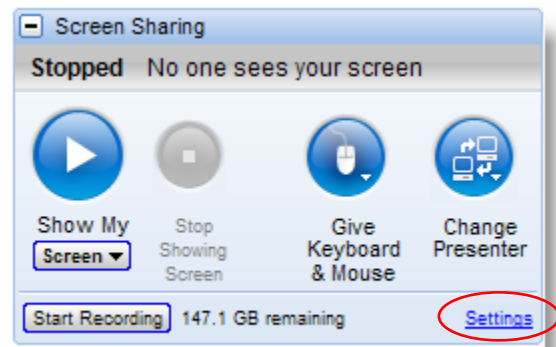 Screen Sharing
Stopped No one sees your screen
Show My
Screen
Stop
Showing
Screen
Give
Keyboard
& Mouse
Change
Presenter
Start Recording 147.1 GB remaining Settings